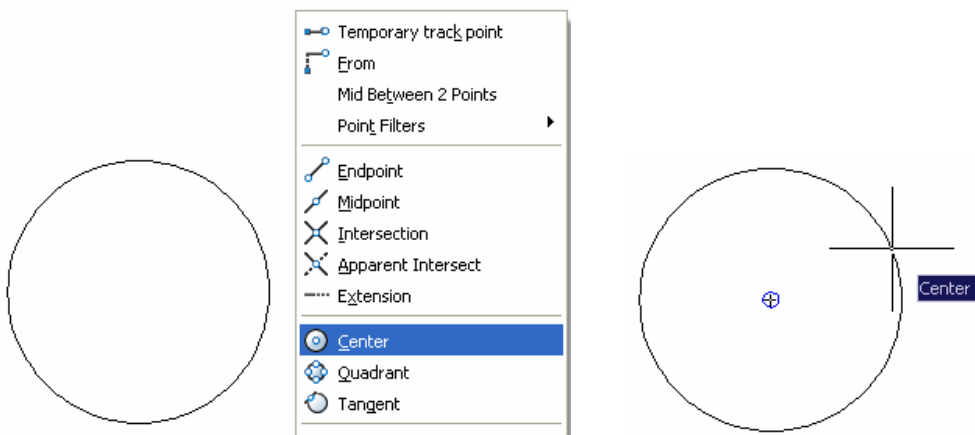 Temporary track point
From
Mid Between 2 Points
Point Filters
Endpoint
Midpoint
Intersection
Apparent Intersect
Extension
Center
Quadrant
Tangent
Center